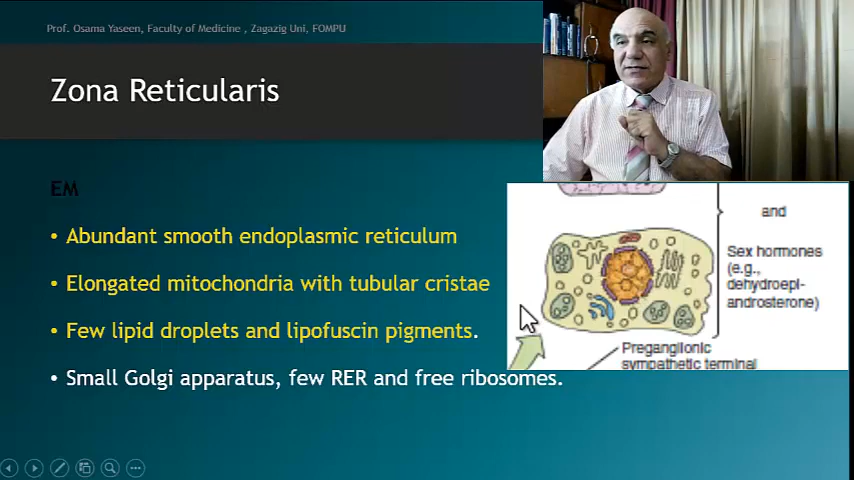 Prof. Osama Yaseen, Faculty of Medicine , Zagazig Uni, FOMPU
Zona Reticularis
EM
• Abundant smooth endoplasmic reticulum
• Elongated mitochondria with tubular cristae
• Few lipid droplets and lipofuscin pigments.
• Small Golgi apparatus, few RER and free ribosomes.
and
Sex hormones
(e.g.,
dehydroepi-
androsterone)
Preganglionic
sympathetic terminal